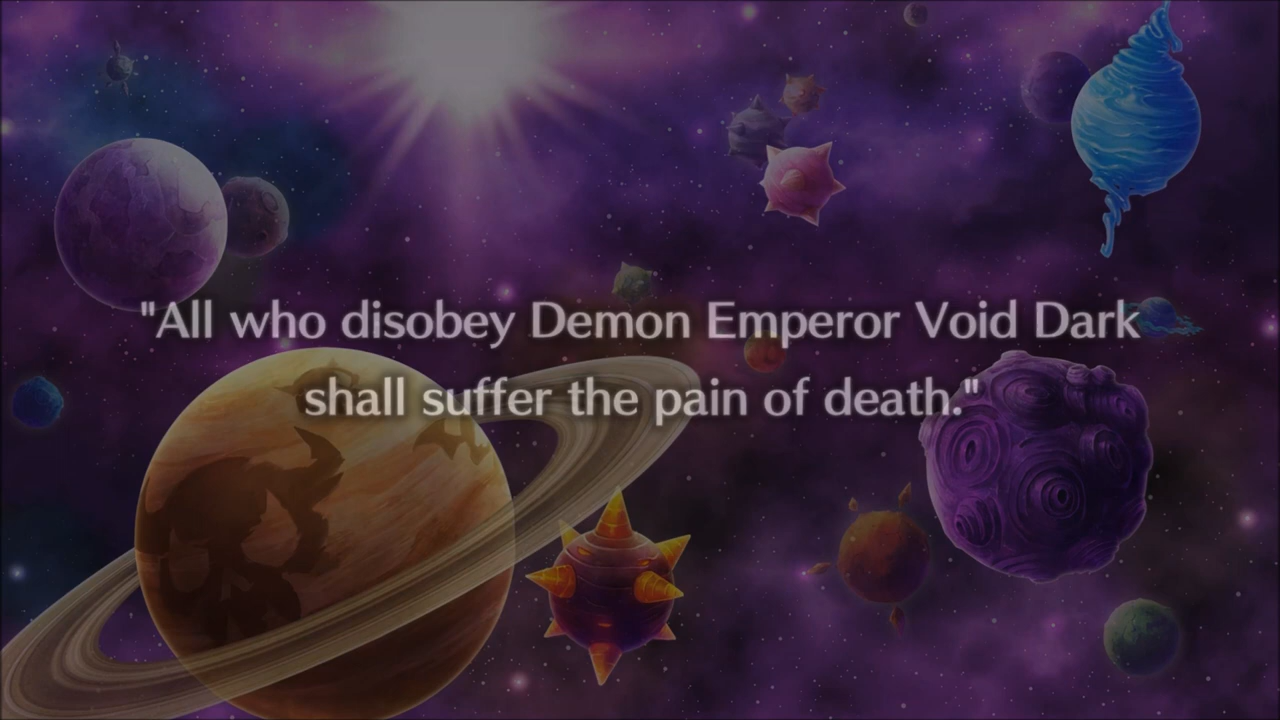 "All who disobey Demon Emperor Void Dark
shall suffer the pain of death."